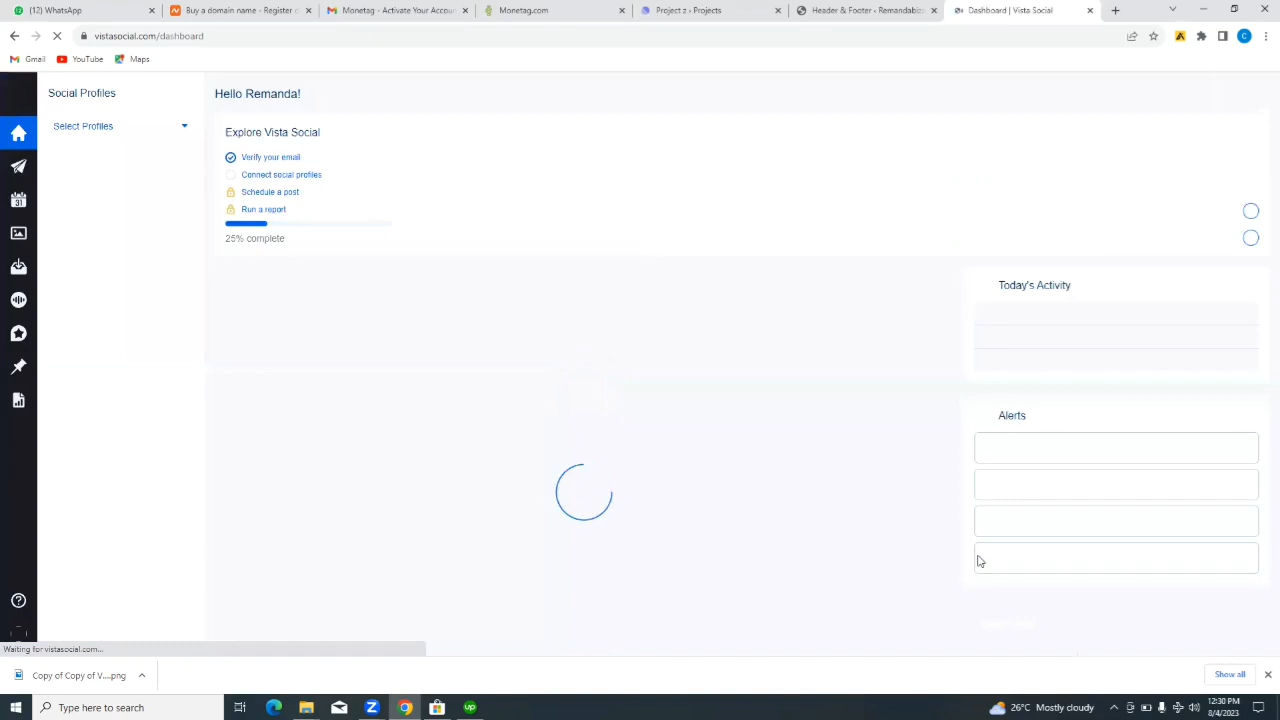 (12) WhatsApp
Buy a domain name - Register c
Monetag - Activate Your Accou
Monetag.com
Project z › Projects
Header & Footer ‹ Remandabiz
Dashboard | Vista Social
vistasocial.com/dashboard
C
Gmail
YouTube
Maps
Social Profiles
Select Profiles
Hello Remanda!
Explore Vista Social
Verify your email
Connect social profiles
Schedule a post
Run a report
25% complete
Today's Activity
Alerts
31
Waiting for vistasocial.com...
Copy of Copy of V....png
Show all
Type here to search
26°C Mostly cloudy
12:30 PM
8/4/2023